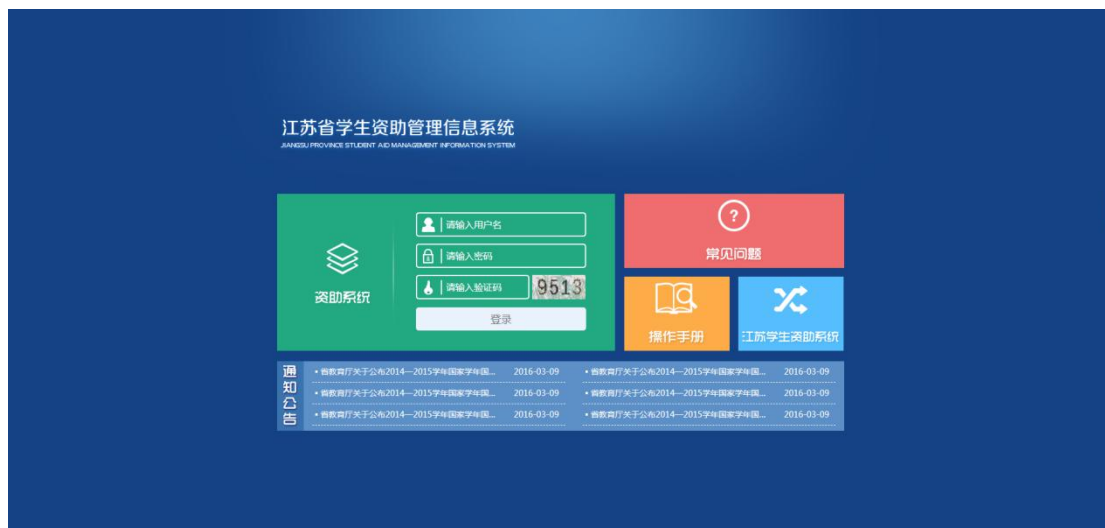 江苏省学生资助管理信息系统
JIANGSU PROVINCE STUDENT AID MANAGEMENT INFORMATION SYSTEM
资助系统
请输入用户名
请输入密码
请输入验证码
9513
登录
?
常见问题
操作手册
江苏学生资助系统
通知公告
• 省教育厅关于公布2014—2015学年国家学年国... 2016-03-09
• 省教育厅关于公布2014—2015学年国家学年国... 2016-03-09
• 省教育厅关于公布2014—2015学年国家学年国... 2016-03-09
• 省教育厅关于公布2014—2015学年国家学年国... 2016-03-09
• 省教育厅关于公布2014—2015学年国家学年国... 2016-03-09
• 省教育厅关于公布2014—2015学年国家学年国... 2016-03-09